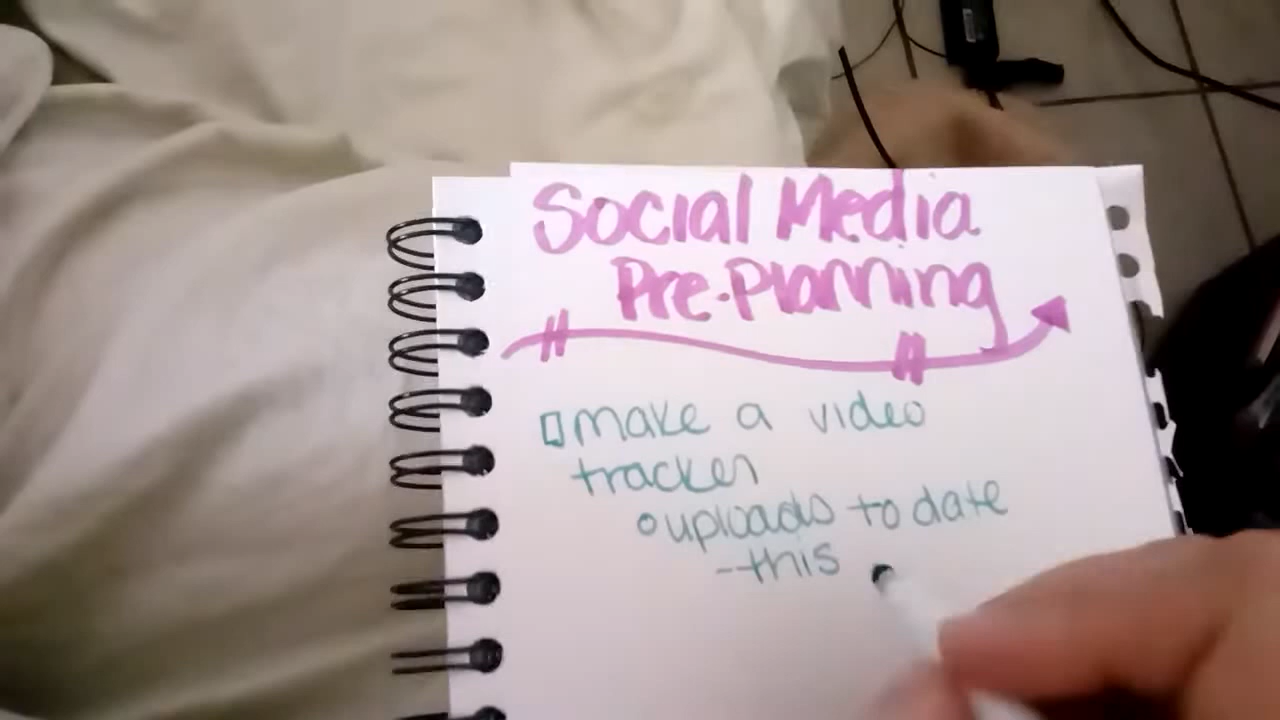 Social Media
Pre-Planning
make a video
tracker
uploads to date
--this